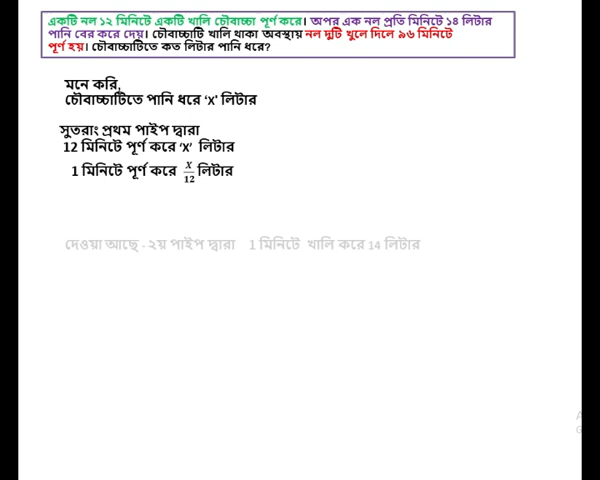 একটি নল ১২ মিনিটে একটি খালি চৌবাচ্চা পূর্ণ করে। অপর এক নল প্রতি মিনিটে ১৪ লিটার
পানি বের করে দেয়। চৌবাচ্চাটি খালি থাকা অবস্থায় নল দুটি খুলে দিলে ৯৬ মিনিটে
পূর্ণ হয়। চৌবাচ্চাটিতে কত লিটার পানি ধরে?
মনে করি,
চৌবাচ্চাটিতে পানি ধরে ‘x’ লিটার
সুতরাং প্রথম পাইপ দ্বারা
12 মিনিটে পূর্ণ করে ‘x’ লিটার
1 মিনিটে পূর্ণ করে x/12 লিটার
দেওয়া আছে - ২য় পাইপ দ্বারা 1 মিনিটে খালি করে 14 লিটার